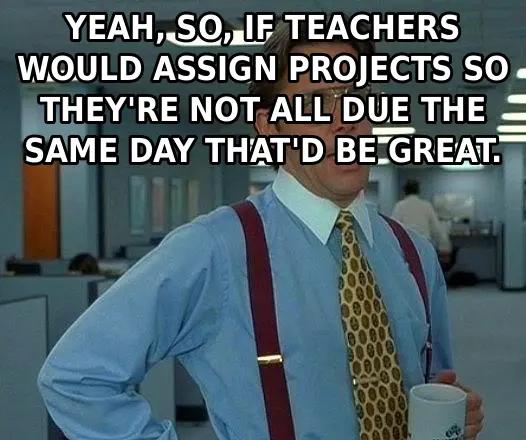 YEAH, SO, IF TEACHERS
WOULD ASSIGN PROJECTS SO
THEY'RE NOT ALL DUE THE
SAME DAY THAT'D BE GREAT.